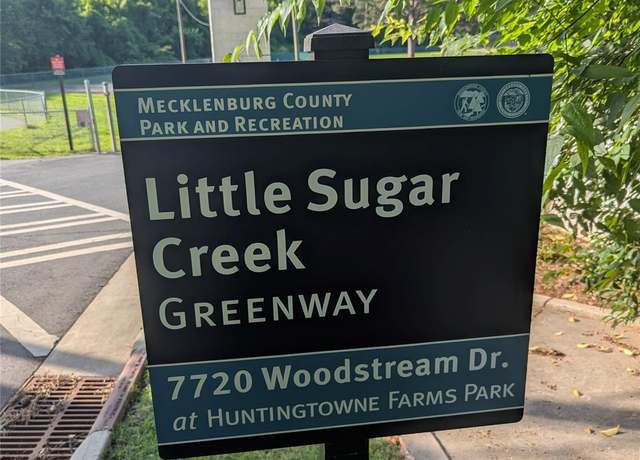 Mecklenburg County
Park and Recreation
Little Sugar
Creek
Greenway
7720 Woodstream Dr.
at Huntingtowne Farms Park